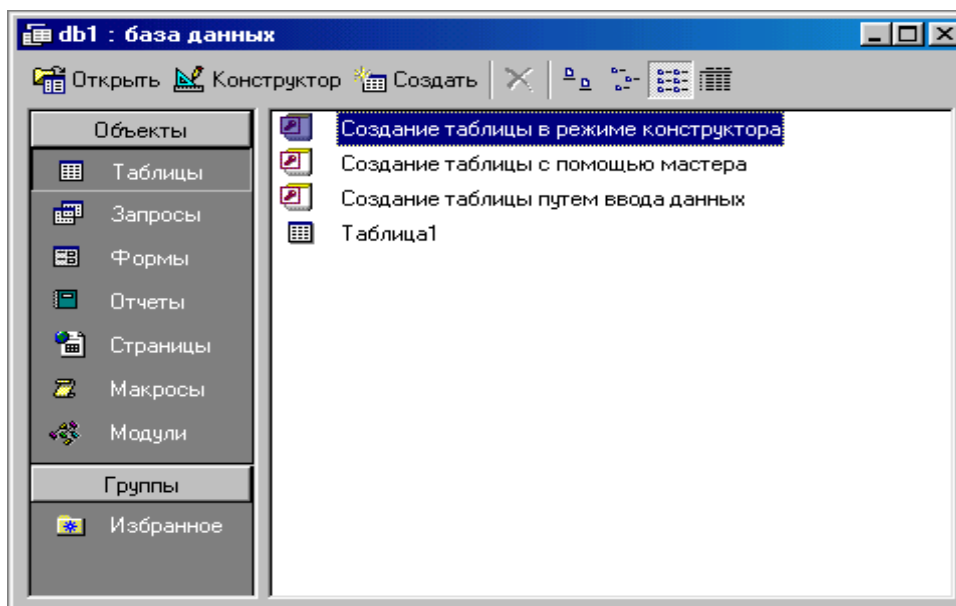 db1 : база данных
Открыть Конструктор Создать
Объекты
Таблицы
Запросы
Формы
Отчеты
Страницы
Макросы
Модули
Группы
Избранное
Создание таблицы в режиме конструктора
Создание таблицы с помощью мастера
Создание таблицы путем ввода данных
Таблица1